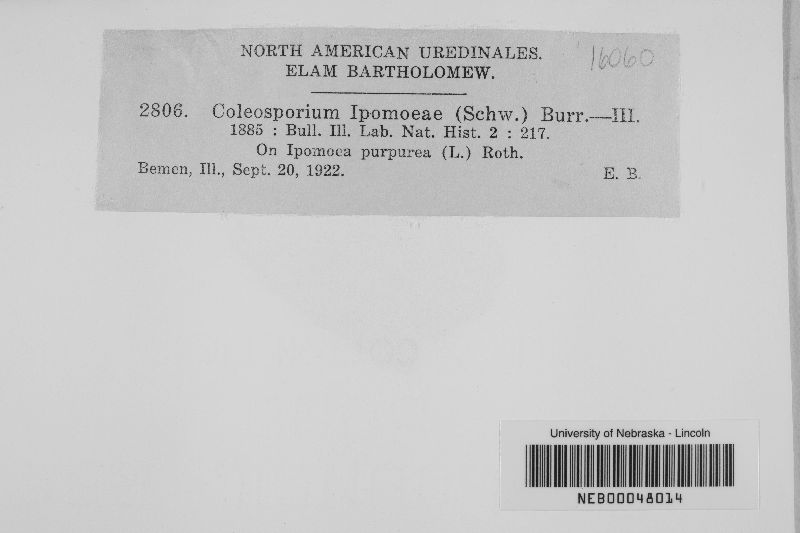 NORTH AMERICAN UREDINALES.
ELAM BARTHOLOMEW.
16060
2806. Coleosporium Ipomoeae (Schw.) Burr.—III.
1885 : Bull. Ill. Lab. Nat. Hist. 2 : 217.
On Ipomoea purpurea (L.) Roth.
Bemen, Ill., Sept. 20, 1922. E. B.
University of Nebraska - Lincoln
NEB00048014